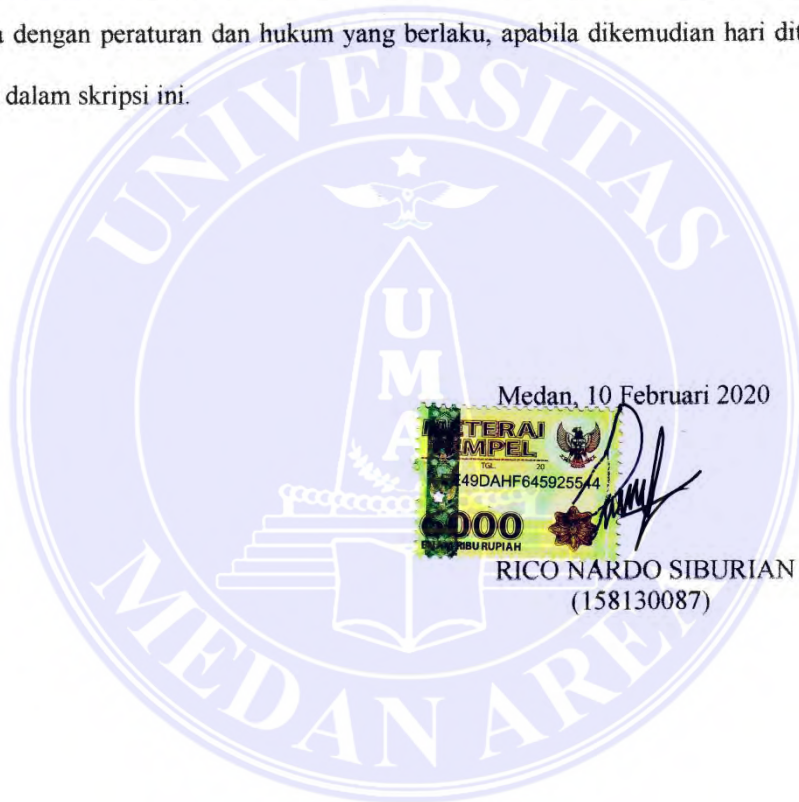 dengan peraturan dan hukum yang berlaku, apabila dikemudian hari
dalam skripsi ini.
UNIVERSITAS
U
M
A
Medan, 10 Februari 2020
METERAI
TEMPEL
TGL 20
E49DAHF645925544
6000
ENAM RIBU RUPIAH
RICO NARDO SIBURIAN
(158130087)
MEDAN AREA